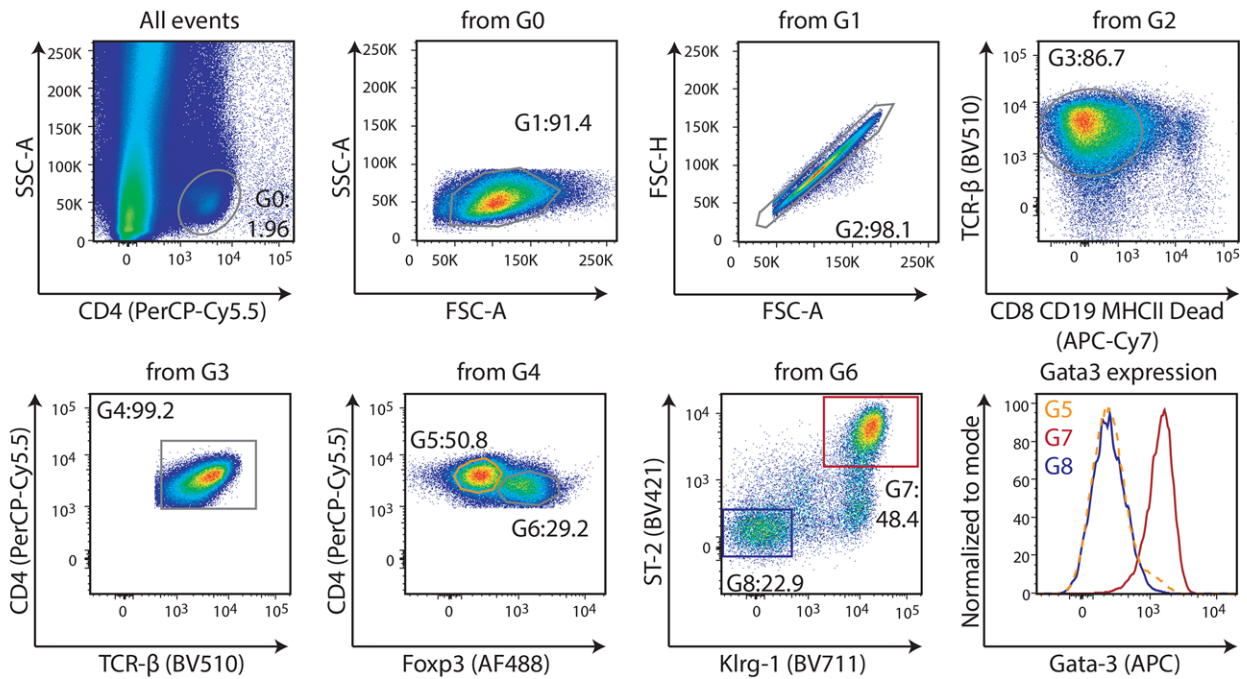 All events
SSC-A
250K
200K
150K
100K
50K
0
G0:
1.96
0
10³
10⁴
10⁵
CD4 (PerCP-Cy5.5)
from G0
SSC-A
250K
200K
150K
100K
50K
0
G1:91.4
0 50K 150K 250K
FSC-A
from G1
FSC-H
250K
200K
150K
100K
50K
0
G2:98.1
0 50K 150K 250K
FSC-A
from G2
TCR-β (BV510)
10⁵
10⁴
10³
0
G3:86.7
0 10³ 10⁴ 10⁵
CD8 CD19 MHCII Dead
(APC-Cy7)
from G3
CD4 (PerCP-Cy5.5)
10⁵
10⁴
10³
0
G4:99.2
0 10³ 10⁴ 10⁵
TCR-β (BV510)
from G4
CD4 (PerCP-Cy5.5)
10⁵
10⁴
10³
0
G5:50.8
G6:29.2
0 10³ 10⁴
Foxp3 (AF488)
from G6
ST-2 (BV421)
10⁴
10³
0
G7:
48.4
G8:22.9
0 10³ 10⁴ 10⁵
Klrg-1 (BV711)
Gata3 expression
Normalized to mode
100
80
60
40
20
0
G5
G7
G8
0 10³ 10⁴
Gata-3 (APC)